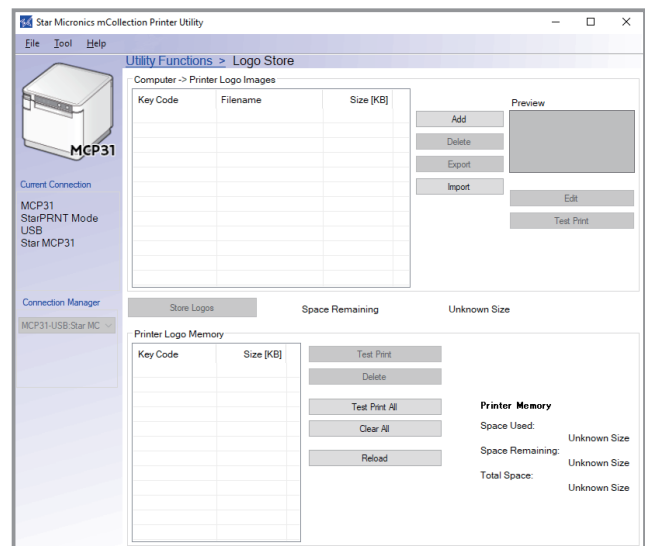 Star Micronics mCollection Printer Utility
File Tool Help
Utility Functions > Logo Store
Computer -> Printer Logo Images
Key Code Filename Size [KB]
Add
Delete
Export
Import
Preview
Edit
Test Print
MCP31
Current Connection
MCP31
StarPRNT Mode
USB
Star MCP31
Connection Manager
MCP31-USB:Star MC
Store Logos Space Remaining Unknown Size
Printer Logo Memory
Key Code Size [KB]
Test Print
Delete
Test Print All
Clear All
Reload
Printer Memory
Space Used:
Unknown Size
Space Remaining:
Unknown Size
Total Space:
Unknown Size